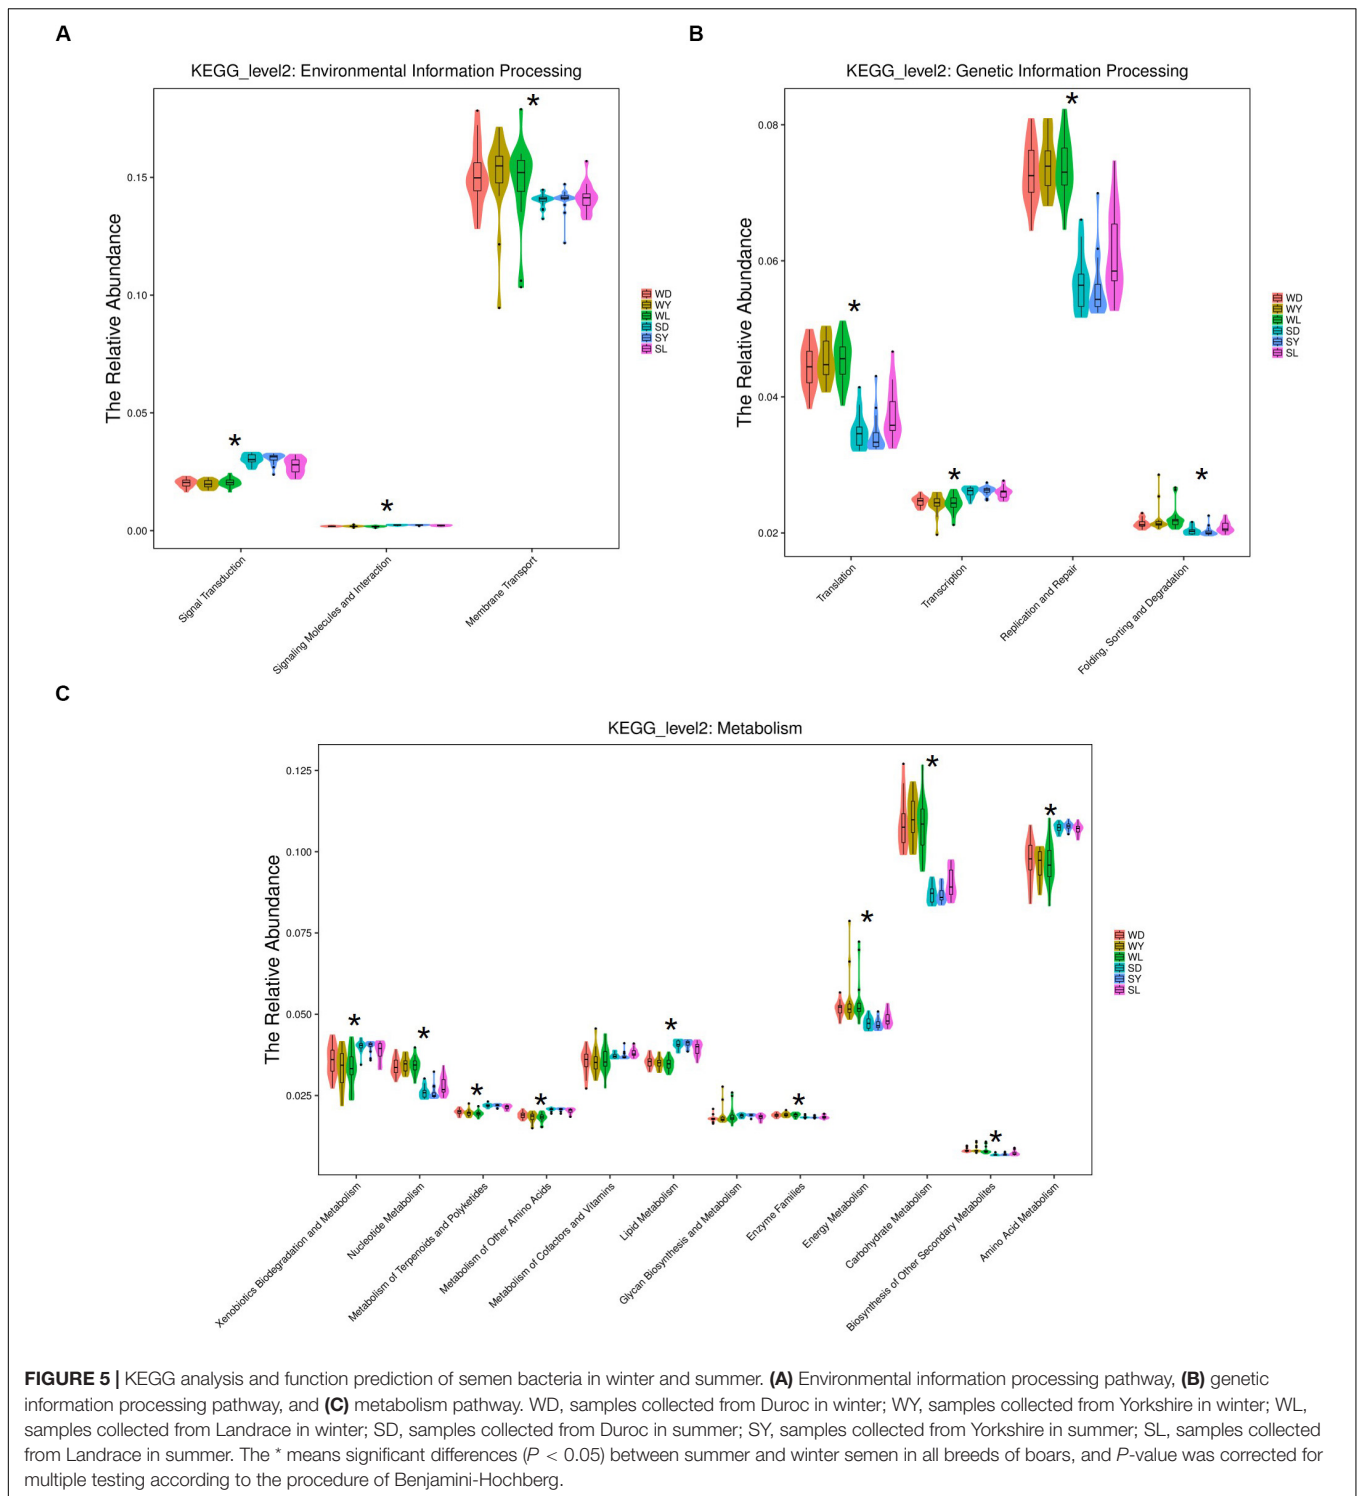 A
KEGG_level2: Environmental Information Processing
The Relative Abundance
0.15
0.10
0.05
0.00
*
*
*
Signal Transduction
Signaling Molecules and Interaction
Membrane Transport
WD
WY
WL
SD
SY
SL
B
KEGG_level2: Genetic Information Processing
The Relative Abundance
0.08
0.06
0.04
0.02
*
*
*
*
Translation
Transcription
Replication and Repair
Folding, Sorting and Degradation
WD
WY
WL
SD
SY
SL
C
KEGG_level2: Metabolism
The Relative Abundance
0.125
0.100
0.075
0.050
0.025
*
*
*
*
*
*
*
*
*
*
Xenobiotics Biodegradation and Metabolism
Nucleotide Metabolism
Metabolism of Terpenoids and Polyketides
Metabolism of Other Amino Acids
Metabolism of Cofactors and Vitamins
Lipid Metabolism
Glycan Biosynthesis and Metabolism
Enzyme Families
Energy Metabolism
Carbohydrate Metabolism
Biosynthesis of Other Secondary Metabolites
Amino Acid Metabolism
WD
WY
WL
SD
SY
SL
FIGURE 5 | KEGG analysis and function prediction of semen bacteria in winter and summer. (A) Environmental information processing pathway, (B) genetic
information processing pathway, and (C) metabolism pathway. WD, samples collected from Duroc in winter; WY, samples collected from Yorkshire in winter; WL,
samples collected from Landrace in winter; SD, samples collected from Duroc in summer; SY, samples collected from Yorkshire in summer; SL, samples collected
from Landrace in summer. The * means significant differences (P < 0.05) between summer and winter semen in all breeds of boars, and P-value was corrected for
multiple testing according to the procedure of Benjamini-Hochberg.